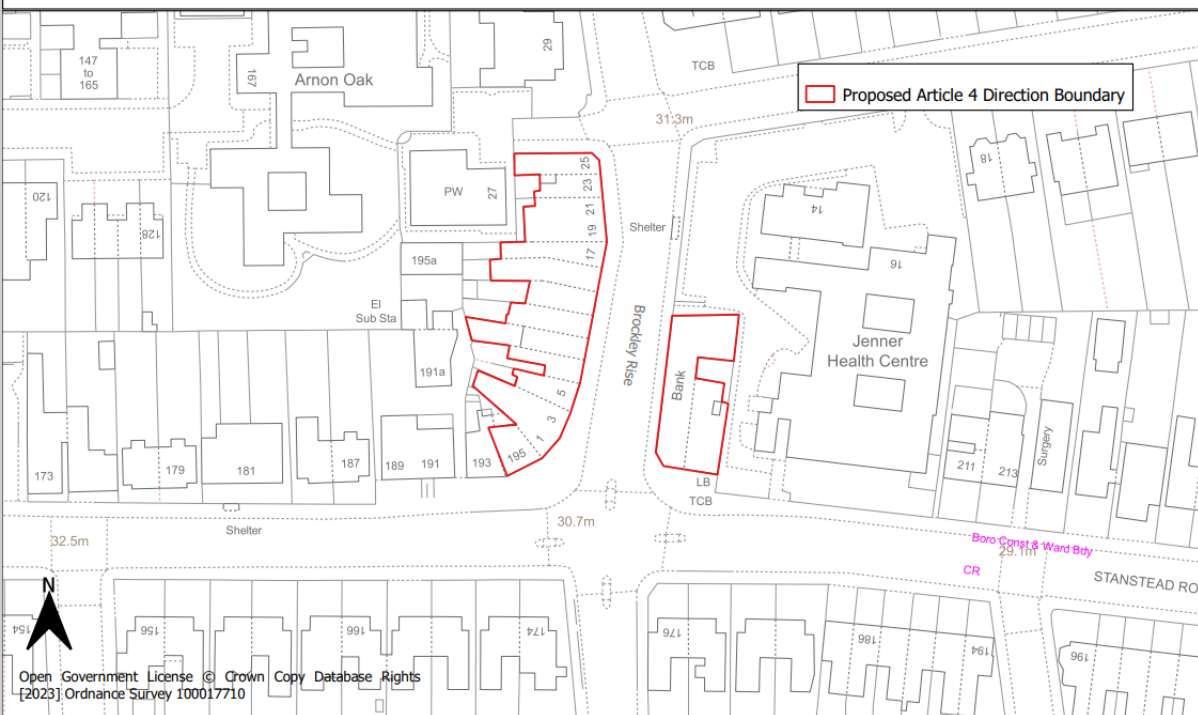 147
to
165
167
Arnon Oak
29
TCB
Proposed Article 4 Direction Boundary
31.3m
120
128
PW
27
25
23
21
19
17
Shelter
14
16
18
195a
El
Sub Sta
Brockley Rise
Jenner
Health Centre
191a
Bank
5
3
1
195
173
179
181
187
189
191
193
211
213
Surgery
LB
TCB
Shelter
32.5m
30.7m
Boro Const & Ward Bdy
29.1m
CR
STANSTEAD RO
N
154
156
166
174
176
186
194
196
Open Government License © Crown Copy Database Rights
[2023] Ordnance Survey 100017710